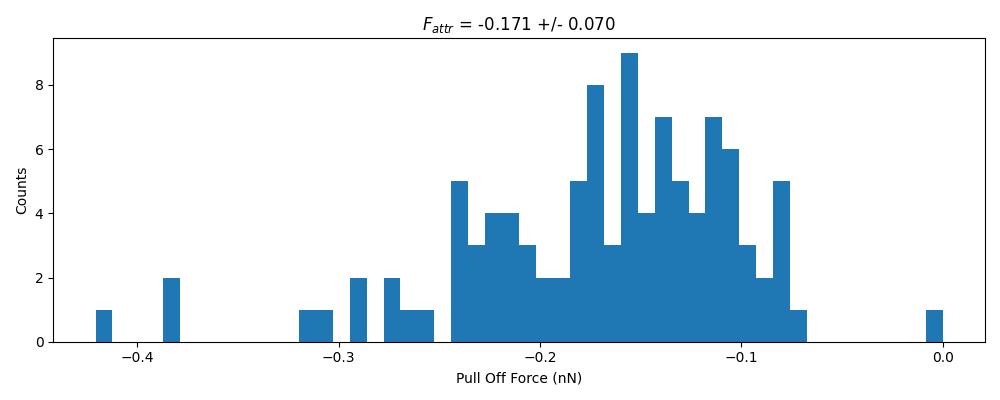 F_attr = -0.171 +/- 0.070
Counts
8
6
4
2
0
−0.4 −0.3 −0.2 −0.1 0.0
Pull Off Force (nN)